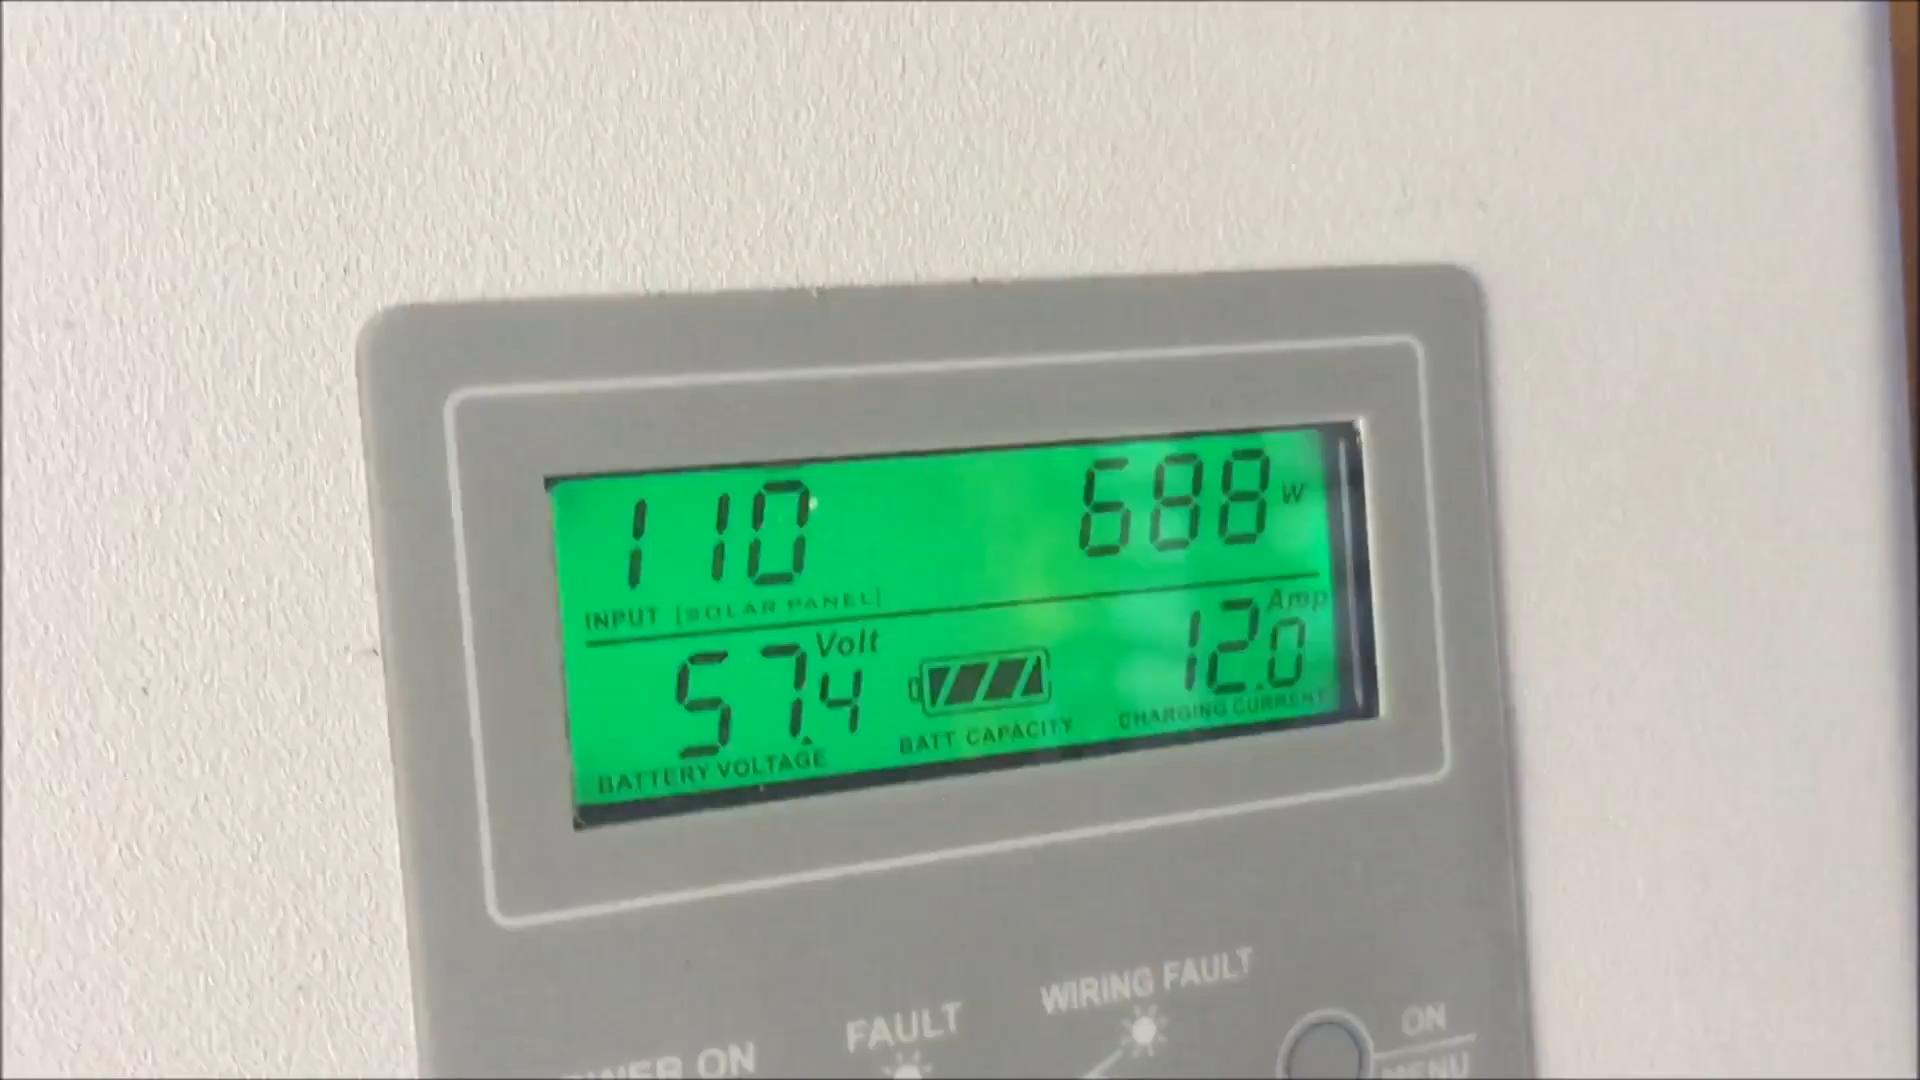 110 688 W
INPUT [SOLAR PANEL]
57.4 Volt 12.0 Amp
BATTERY VOLTAGE BATT. CAPACITY CHARGING CURRENT
WIRING FAULT
FAULT
POWER ON
ON
MENU